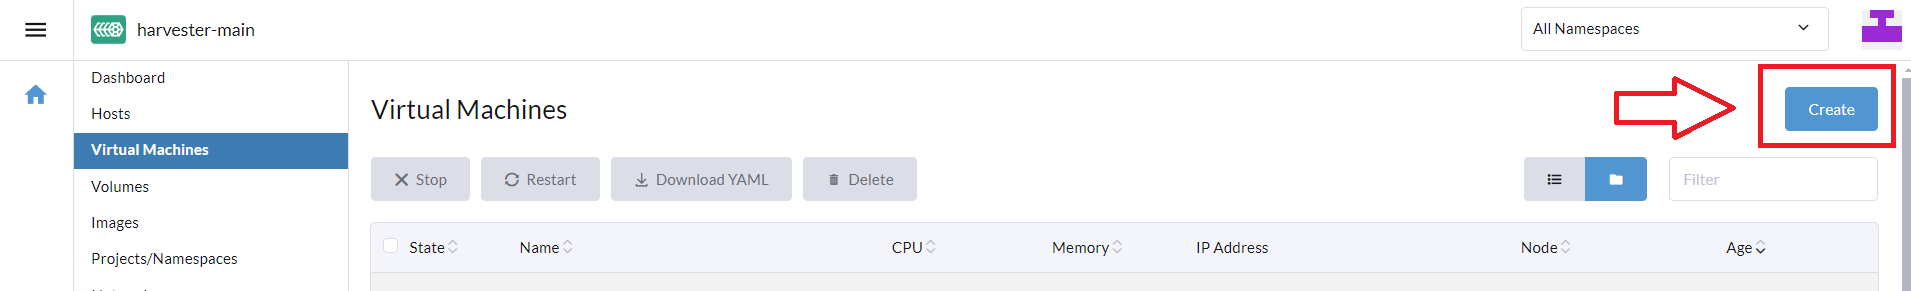 harvester-main
All Namespaces
Dashboard
Hosts
Virtual Machines
Volumes
Images
Projects/Namespaces
Virtual Machines
Create
Stop Restart Download YAML Delete Filter
State Name CPU Memory IP Address Node Age